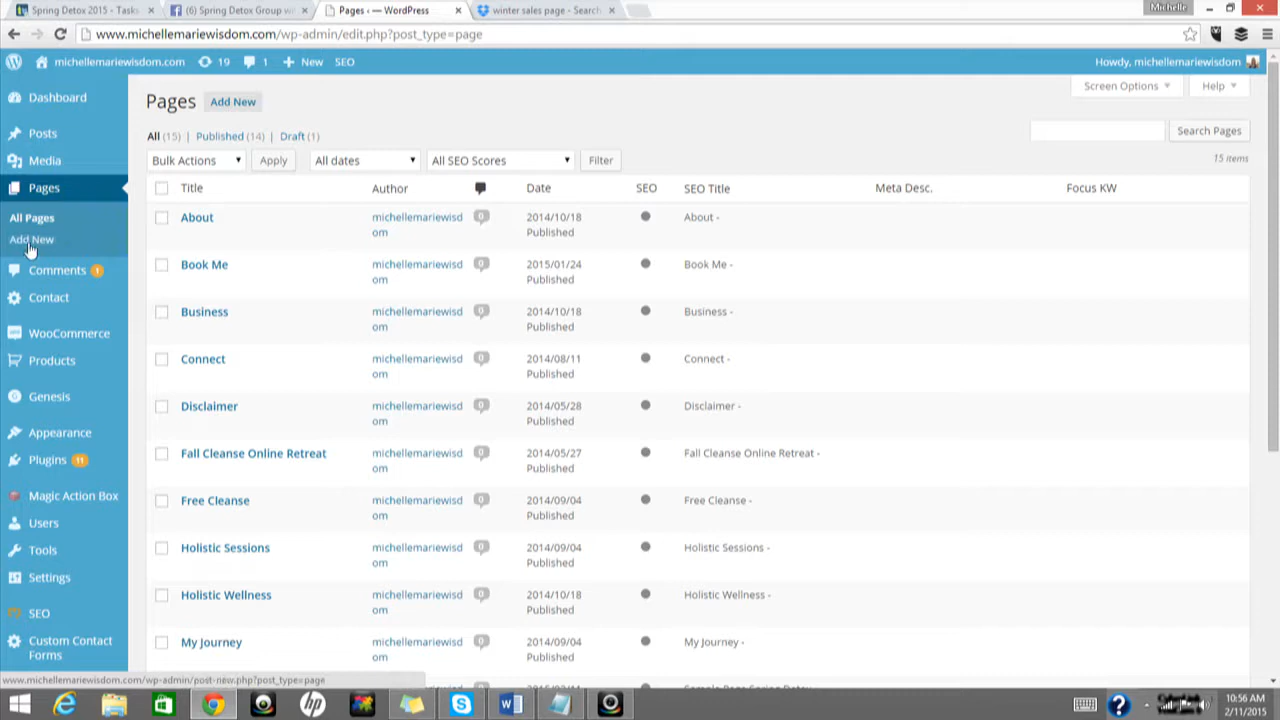 Spring Detox 2015 - Tasks
(6) Spring Detox Group w
Pages ‹ — WordPress
winter sales page - Search
Michelle
www.michellemariewisdom.com/wp-admin/edit.php?post_type=page
michellemariewisdom.com
19
1
New
SEO
Howdy, michellemariewisdom
Dashboard
Posts
Media
Pages
All Pages
Add New
Comments 1
Contact
WooCommerce
Products
Genesis
Appearance
Plugins 11
Magic Action Box
Users
Tools
Settings
SEO
Custom Contact
Forms
Pages Add New
Screen Options
Help
All (15) | Published (14) | Draft (1)
Search Pages
Bulk Actions
Apply
All dates
All SEO Scores
Filter
15 items
Title Author Date SEO SEO Title Meta Desc. Focus KW
About michellemariewisd 0 2014/10/18 About -
om Published
Book Me michellemariewisd 0 2015/01/24 Book Me -
om Published
Business michellemariewisd 0 2014/10/18 Business -
om Published
Connect michellemariewisd 0 2014/08/11 Connect -
om Published
Disclaimer michellemariewisd 0 2014/05/28 Disclaimer -
om Published
Fall Cleanse Online Retreat michellemariewisd 0 2014/05/27 Fall Cleanse Online Retreat -
om Published
Free Cleanse michellemariewisd 0 2014/09/04 Free Cleanse -
om Published
Holistic Sessions michellemariewisd 0 2014/09/04 Holistic Sessions -
om Published
Holistic Wellness michellemariewisd 0 2014/10/18 Holistic Wellness -
om Published
My Journey michellemariewisd 0 2014/09/04 My Journey -
om Published
www.michellemariewisdom.com/wp-admin/post-new.php?post_type=page
10:56 AM
2/11/2015